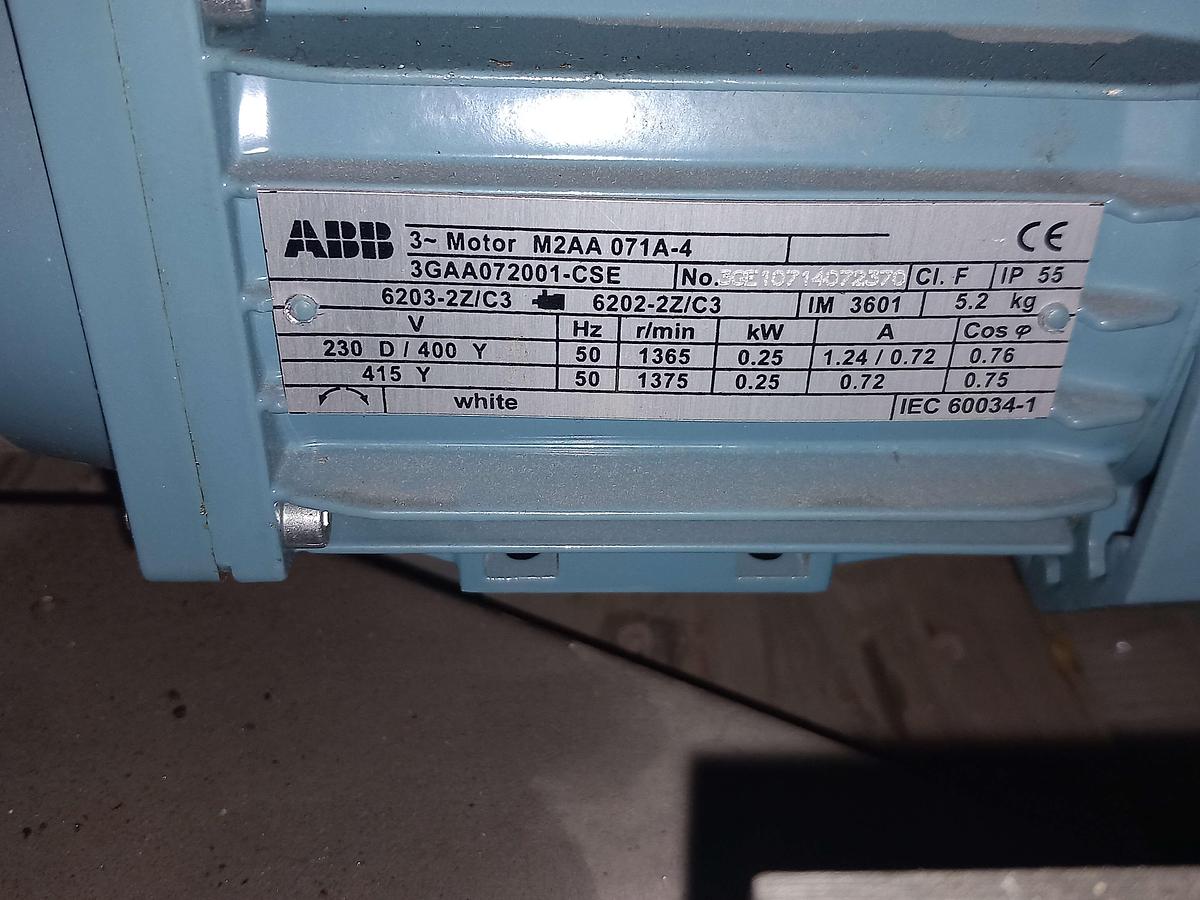 ABB
3~ Motor M2AA 071A-4
CE
3GAA072001-CSE No. 3GE10714072370 Cl. F IP 55
6203-2Z/C3 6202-2Z/C3 IM 3601 5.2 kg
V Hz r/min kW A Cos φ
230 D / 400 Y 50 1365 0.25 1.24 / 0.72 0.76
415 Y 50 1375 0.25 0.72 0.75
white IEC 60034-1